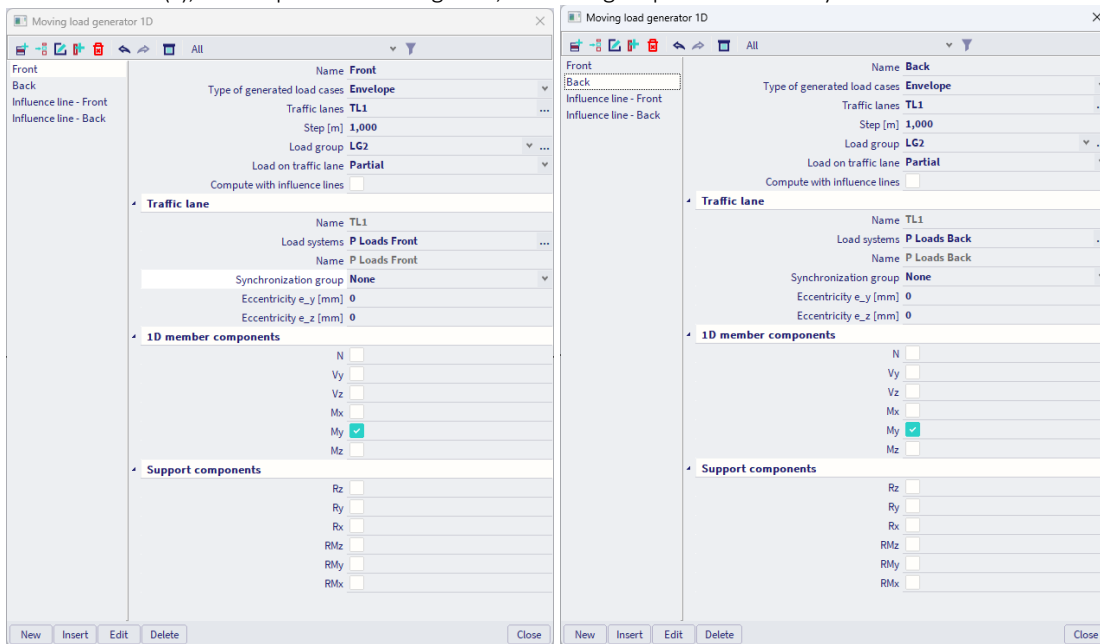 Moving load generator 1D
All
Front
Back
Influence line - Front
Influence line - Back
Name Front
Type of generated load cases Envelope
Traffic lanes TL1 ...
Step [m] 1,000
Load group LG2 ...
Load on traffic lane Partial
Compute with influence lines
Traffic lane
Name TL1
Load systems P Loads Front ...
Name P Loads Front
Synchronization group None
Eccentricity e_y [mm] 0
Eccentricity e_z [mm] 0
1D member components
N
Vy
Vz
Mx
My
Mz
Support components
Rz
Ry
Rx
RMz
RMy
RMx
New Insert Edit Delete Close
Moving load generator 1D
All
Front
Back
Influence line - Front
Influence line - Back
Name Back
Type of generated load cases Envelope
Traffic lanes TL1
Step [m] 1,000
Load group LG2
Load on traffic lane Partial
Compute with influence lines
Traffic lane
Name TL1
Load systems P Loads Back
Name P Loads Back
Synchronization group None
Eccentricity e_y [mm] 0
Eccentricity e_z [mm] 0
1D member components
N
Vy
Vz
Mx
My
Mz
Support components
Rz
Ry
Rx
RMz
RMy
RMx
New Insert Edit Delete Close